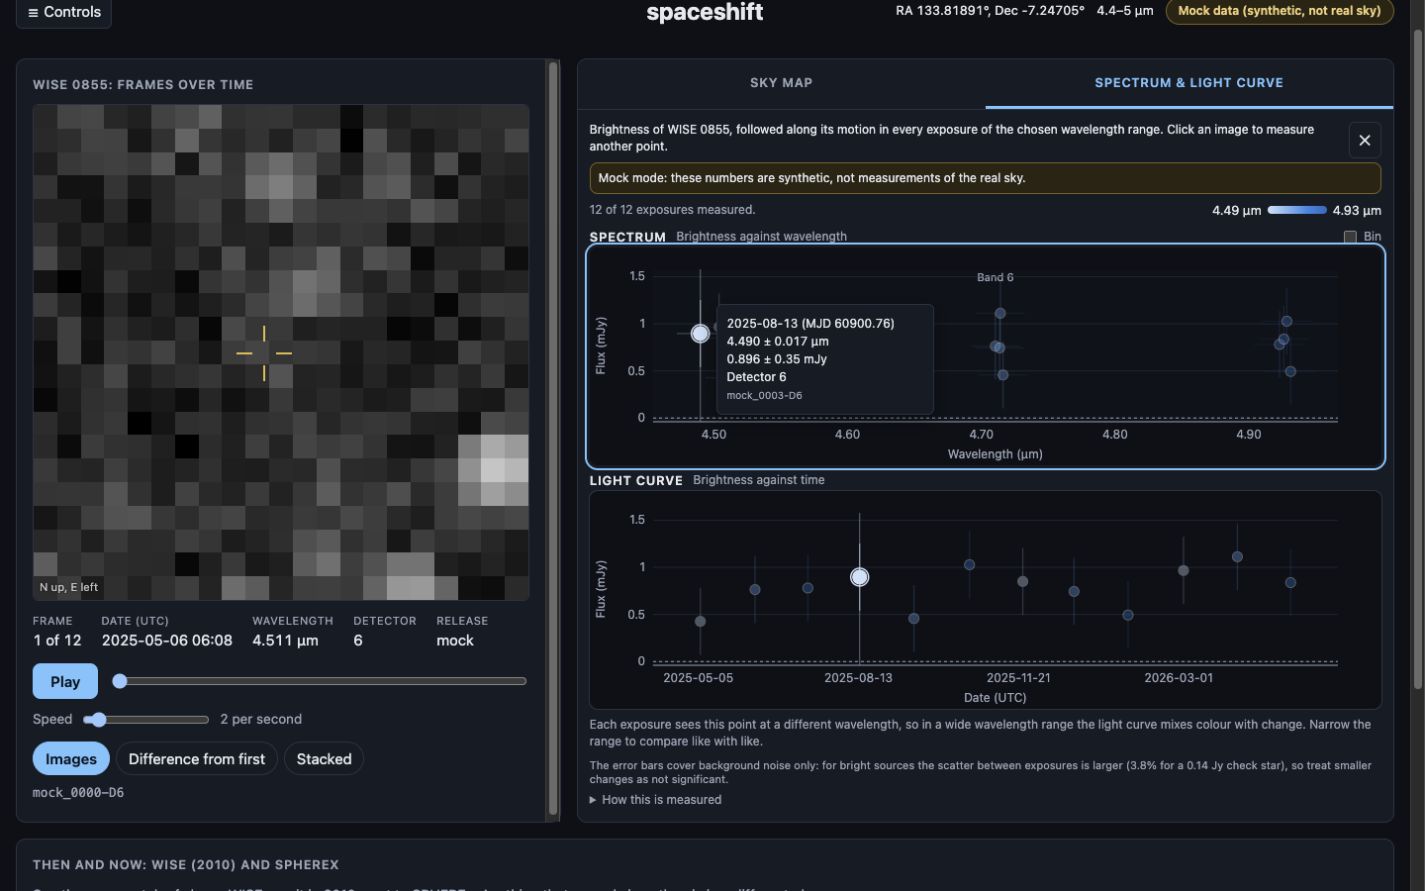 ≡ Controls
spaceshift
RA 133.81891°, Dec -7.24705°
4.4–5 µm
Mock data (synthetic, not real sky)
WISE 0855: FRAMES OVER TIME
N up, E left
FRAME
1 of 12
DATE (UTC)
2025-05-06 06:08
WAVELENGTH
4.511 µm
DETECTOR
6
RELEASE
mock
Play
Speed
2 per second
Images
Difference from first
Stacked
mock_0000–D6
SKY MAP
SPECTRUM & LIGHT CURVE
Brightness of WISE 0855, followed along its motion in every exposure of the chosen wavelength range. Click an image to measure
another point.
✕
Mock mode: these numbers are synthetic, not measurements of the real sky.
12 of 12 exposures measured.
4.49 µm
4.93 µm
SPECTRUM Brightness against wavelength
Bin
Band 6
1.5
1
0.5
0
Flux (mJy)
2025-08-13 (MJD 60900.76)
4.490 ± 0.017 µm
0.896 ± 0.35 mJy
Detector 6
mock_0003-D6
4.50 4.60 4.70 4.80 4.90
Wavelength (µm)
LIGHT CURVE Brightness against time
1.5
1
0.5
0
Flux (mJy)
2025-05-05 2025-08-13 2025-11-21 2026-03-01
Date (UTC)
Each exposure sees this point at a different wavelength, so in a wide wavelength range the light curve mixes colour with change. Narrow the
range to compare like with like.
The error bars cover background noise only: for bright sources the scatter between exposures is larger (3.8% for a 0.14 Jy check star), so treat smaller
changes as not significant.
▶ How this is measured
THEN AND NOW: WISE (2010) AND SPHEREX